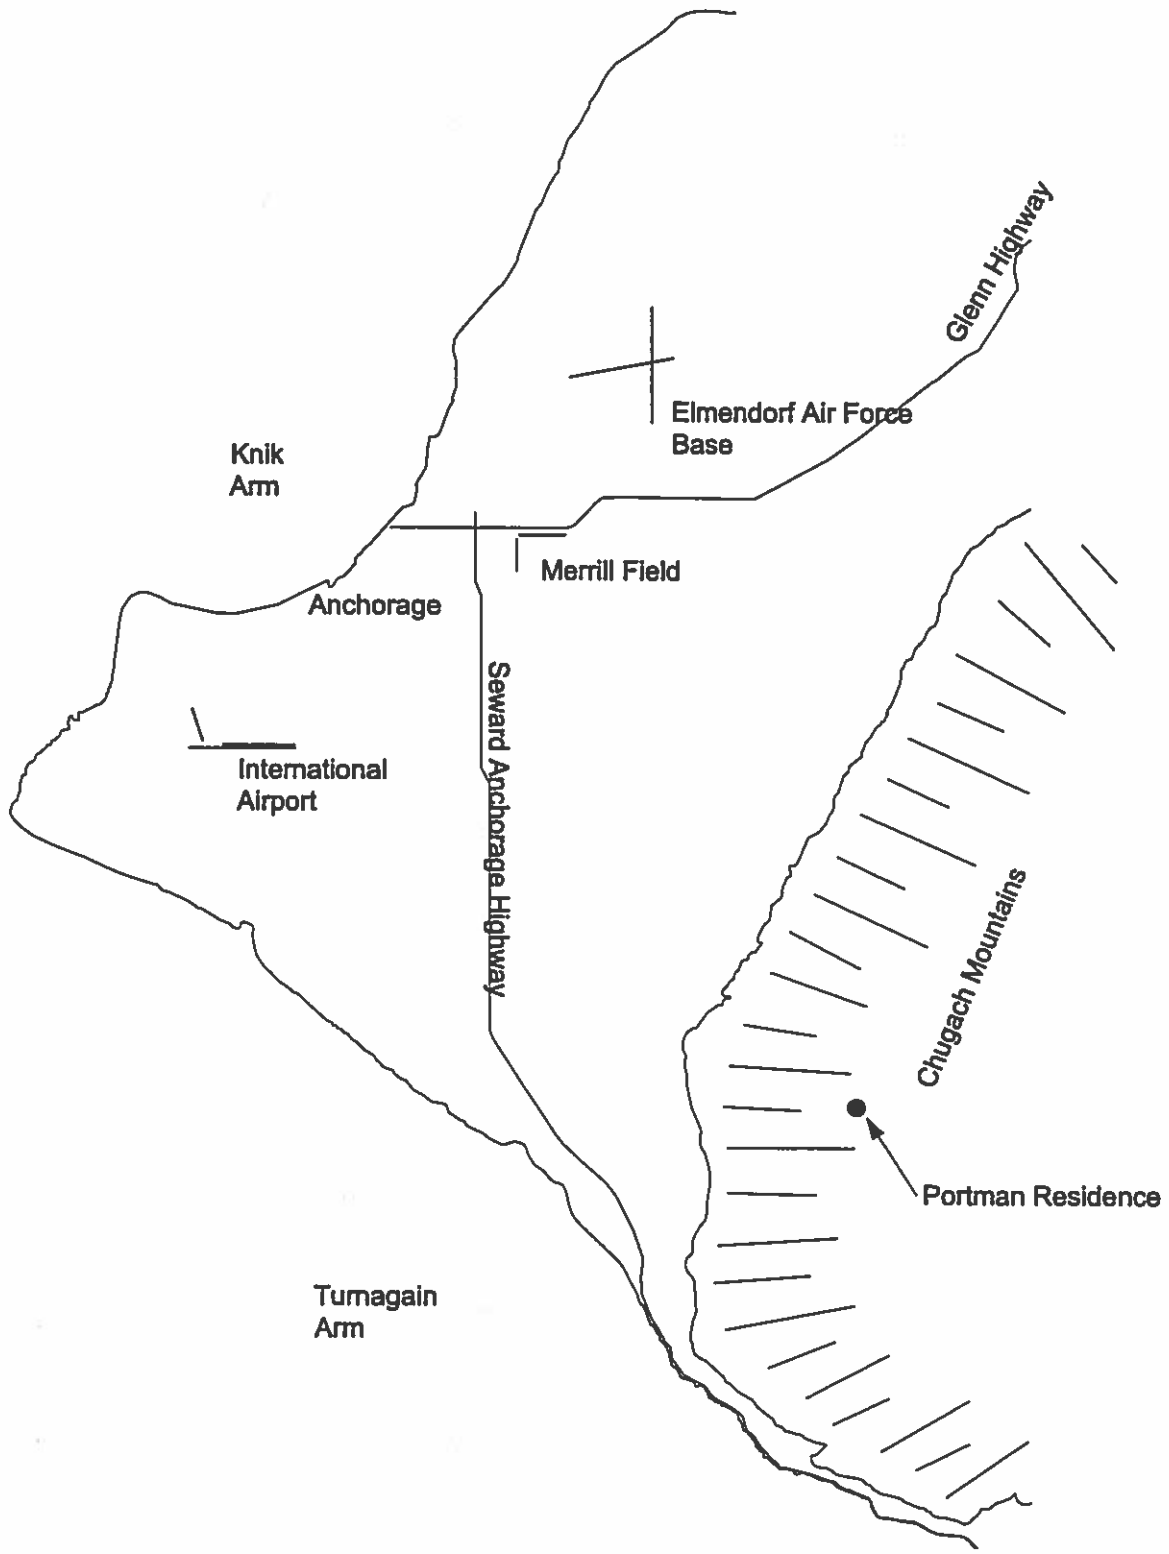 Glenn Highway
Elmendorf Air Force
Base
Knik
Arm
Merrill Field
Anchorage
Seward Anchorage Highway
International
Airport
Chugach Mountains
Portman Residence
Turnagain
Arm